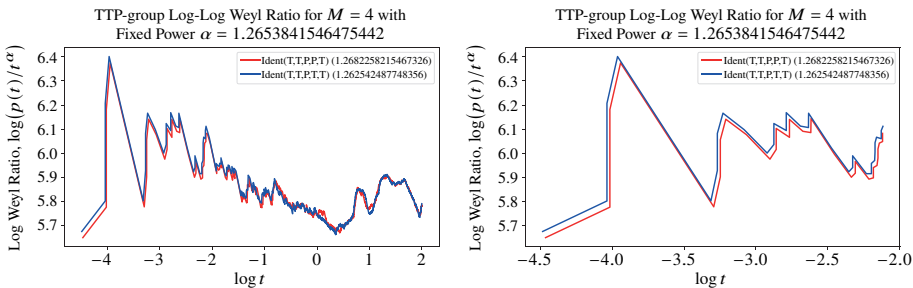 TTP-group Log-Log Weyl Ratio for M = 4 with
Fixed Power α = 1.2653841546475442
Log Weyl Ratio, log(p(t)/t^α)
6.4
6.3
6.2
6.1
6.0
5.9
5.8
5.7
Ident(T,T,P,P,T) (1.2682258215467326)
Ident(T,T,P,T,T) (1.262542487748356)
−4
−3
−2
−1
0
1
2
log t
TTP-group Log-Log Weyl Ratio for M = 4 with
Fixed Power α = 1.2653841546475442
Log Weyl Ratio, log(p(t)/t^α)
6.4
6.3
6.2
6.1
6.0
5.9
5.8
5.7
Ident(T,T,P,P,T) (1.2682258215467326)
Ident(T,T,P,T,T) (1.262542487748356)
−4.5
−4.0
−3.5
−3.0
−2.5
−2.0
log t